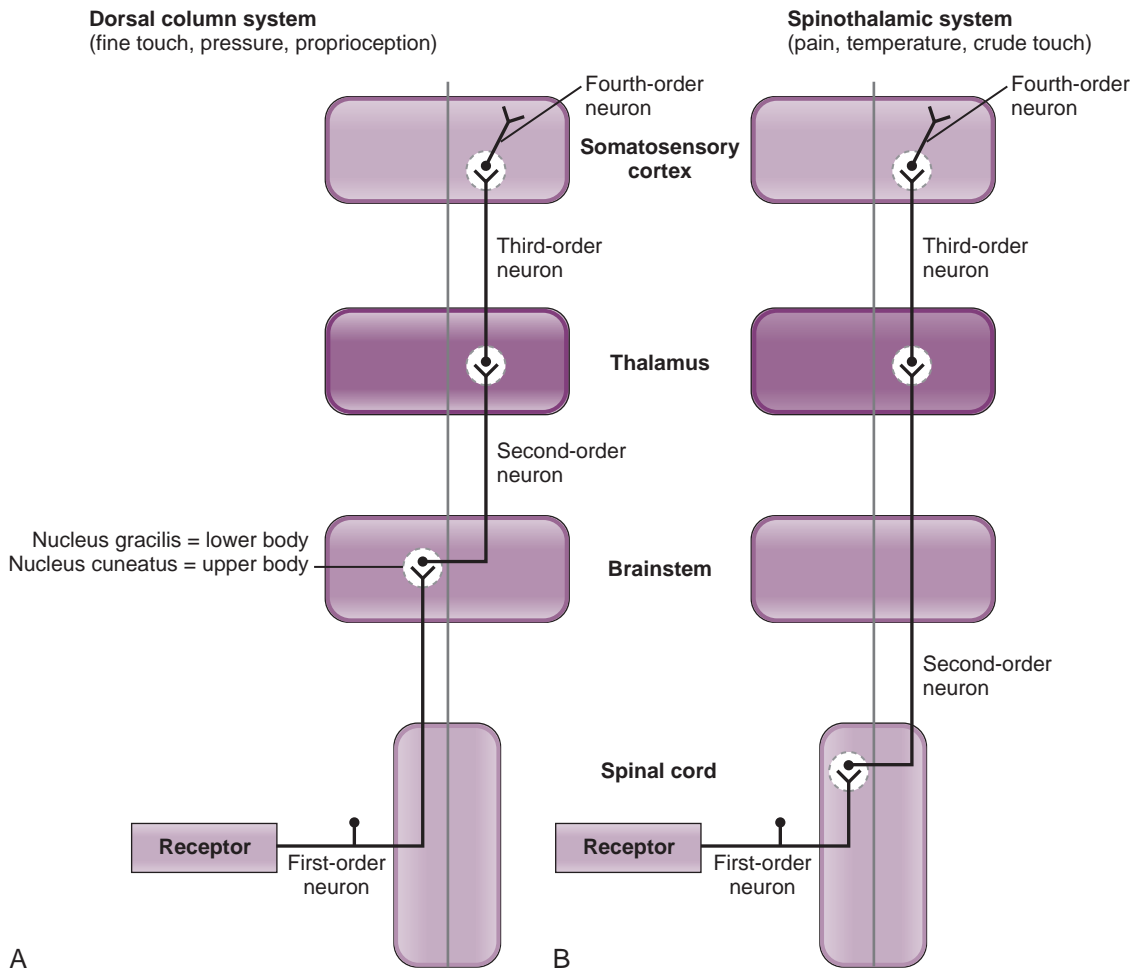 Dorsal column system
(fine touch, pressure, proprioception)
Fourth-order
neuron
Third-order
neuron
Second-order
neuron
Nucleus gracilis = lower body
Nucleus cuneatus = upper body
Receptor
First-order
neuron
A
Somatosensory
cortex
Thalamus
Brainstem
Spinal cord
Spinothalamic system
(pain, temperature, crude touch)
Fourth-order
neuron
Third-order
neuron
Second-order
neuron
Receptor
First-order
neuron
B